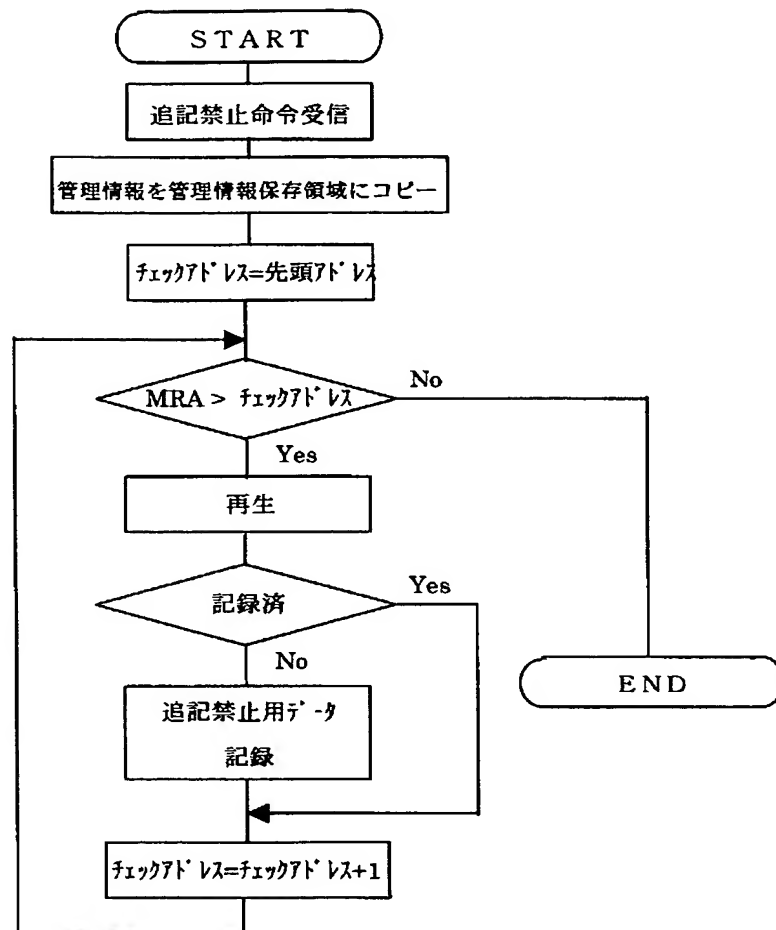 START
追記禁止命令受信
管理情報を管理情報保存領域にコピー
ﾁｪｯｸｱﾄﾞﾚｽ=先頭ｱﾄﾞﾚｽ
MRA > ﾁｪｯｸｱﾄﾞﾚｽ
No
Yes
再生
記録済
Yes
No
END
追記禁止用ﾃﾞｰﾀ
記録
ﾁｪｯｸｱﾄﾞﾚｽ=ﾁｪｯｸｱﾄﾞﾚｽ+1